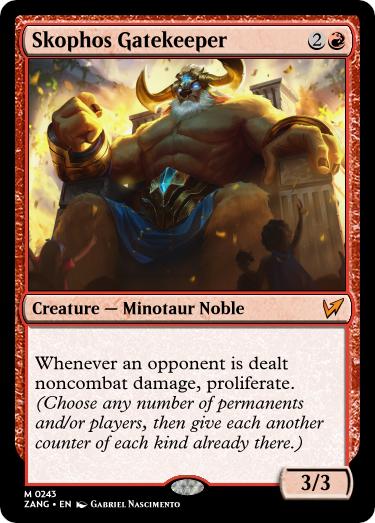 Skophos Gatekeeper 2
Creature — Minotaur Noble
Whenever an opponent is dealt
noncombat damage, proliferate.
(Choose any number of permanents
and/or players, then give each another
counter of each kind already there.)
3/3
M 0243
ZANG • EN Gabriel Nascimento